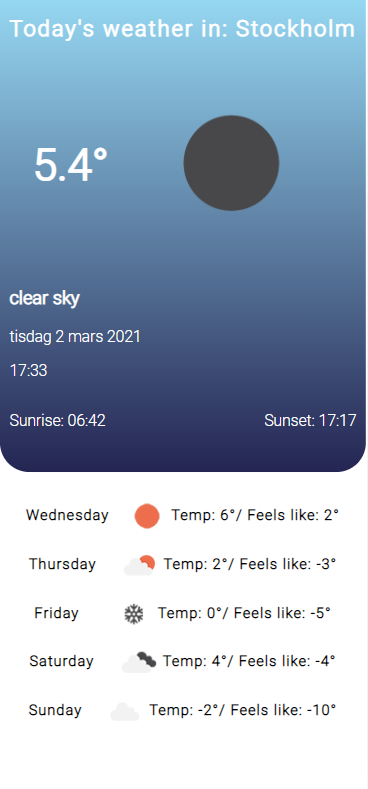 Today's weather in: Stockholm
5.4°
clear sky
tisdag 2 mars 2021
17:33
Sunrise: 06:42 Sunset: 17:17
Wednesday Temp: 6°/ Feels like: 2°
Thursday Temp: 2°/ Feels like: -3°
Friday Temp: 0°/ Feels like: -5°
Saturday Temp: 4°/ Feels like: -4°
Sunday Temp: -2°/ Feels like: -10°